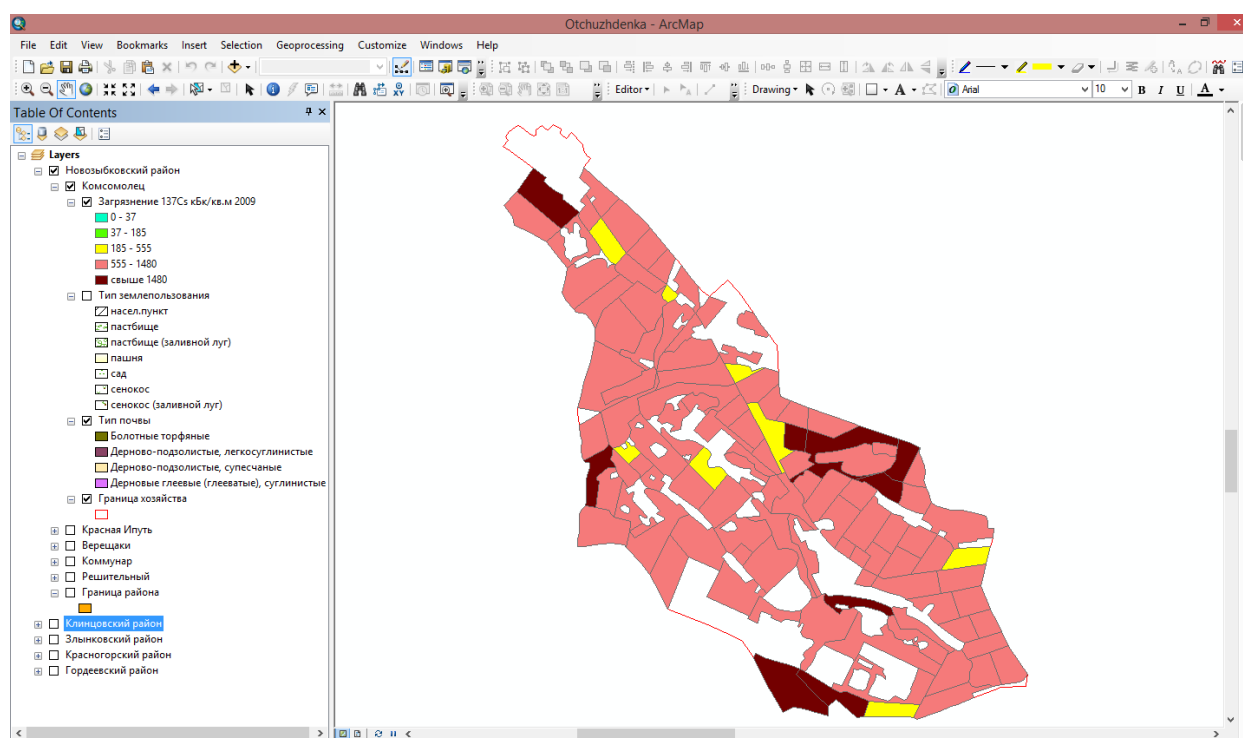 Otchuzhdenka - ArcMap
File Edit View Bookmarks Insert Selection Geoprocessing Customize Windows Help
Editor Drawing Arial 10 B I U A
Table Of Contents
Layers
Новозыбковский район
Комсомолец
Загрязнение 137Cs кБк/кв.м 2009
0 - 37
37 - 185
185 - 555
555 - 1480
свыше 1480
Тип землепользования
насел.пункт
пастбище
пастбище (заливной луг)
пашня
сад
сенокос
сенокос (заливной луг)
Тип почвы
Болотные торфяные
Дерново-подзолистые, легкосуглинистые
Дерново-подзолистые, супесчаные
Дерновые глеевые (глееватые), суглинистые
Граница хозяйства
Красная Ипуть
Верещаки
Коммунар
Решительный
Граница района
Клинцовский район
Злынковский район
Красногорский район
Гордеевский район